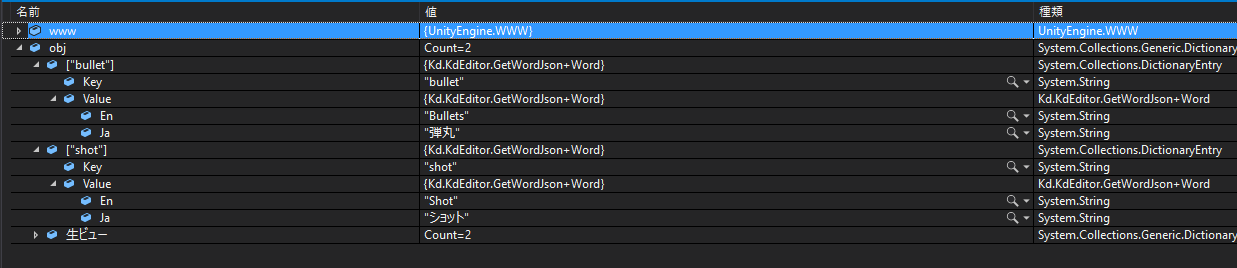 名前 値 種類
www {UnityEngine.WWW} UnityEngine.WWW
obj Count=2 System.Collections.Generic.Dictionary
["bullet"] {Kd.KdEditor.GetWordJson+Word} System.Collections.DictionaryEntry
Key "bullet" System.String
Value {Kd.KdEditor.GetWordJson+Word} Kd.KdEditor.GetWordJson+Word
En "Bullets" System.String
Ja "弾丸" System.String
["shot"] {Kd.KdEditor.GetWordJson+Word} System.Collections.DictionaryEntry
Key "shot" System.String
Value {Kd.KdEditor.GetWordJson+Word} Kd.KdEditor.GetWordJson+Word
En "Shot" System.String
Ja "ショット" System.String
生ビュー Count=2 System.Collections.Generic.Dictionary